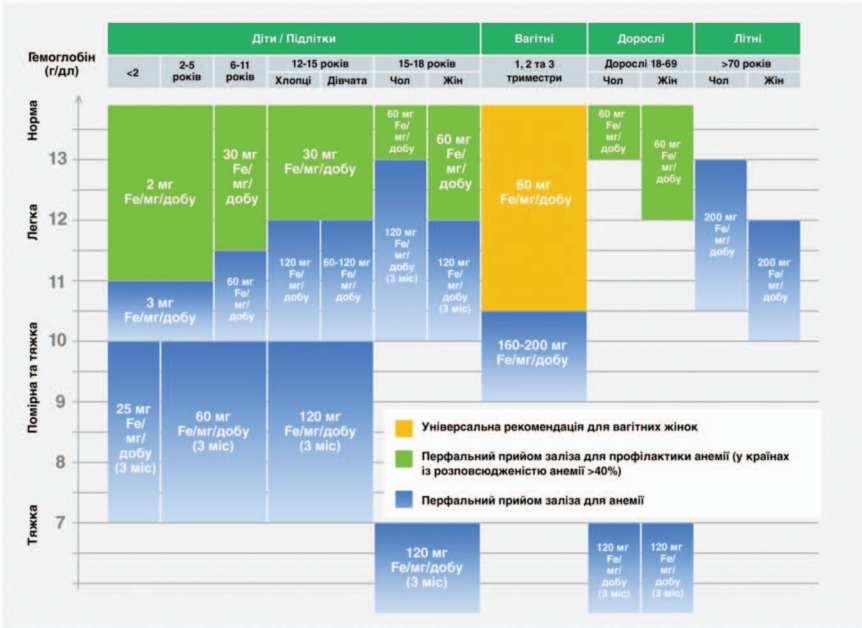 Діти / Підлітки
Вагітні
Дорослі
Літні
Гемоглобін
(г/дл)
<2
2-5
років
6-11
років
12-15 років
Хлопці
Дівчата
15-18 років
Чол
Жін
1, 2 та 3
триместри
Дорослі 18-69
Чол
Жін
>70 років
Чол
Жін
Норма
Легка
Помірна та тяжка
Тяжка
13
12
11
10
9
8
7
2 мг
Fe/мг/добу
30 мг
Fe/
мг/
добу
30 мг
Fe/мг/добу
60 мг
Fe/
мг/
добу
60 мг
Fe/
мг/
добу
60 мг
Fe/мг/добу
60 мг
Fe/
мг/
добу
60 мг
Fe/
мг/
добу
3 мг
Fe/мг/добу
60 мг
Fe/
мг/
добу
120 мг
Fe/
мг/
добу
60-120 мг
Fe/
мг/
добу
120 мг
Fe/
мг/
добу
(3 міс)
120 мг
Fe/
мг/
добу
(3 міс)
200 мг
Fe/
мг/
добу
200 мг
Fe/
мг/
добу
160-200 мг
Fe/мг/добу
25 мг
Fe/
мг/
добу
(3 міс)
60 мг
Fe/мг/добу
(3 міс)
120 мг
Fe/мг/добу
(3 міс)
Універсальна рекомендація для вагітних жінок
Перфальний прийом заліза для профілактики анемії (у країнах
із розповсюдженістю анемії >40%)
Перфальний прийом заліза для анемії
120 мг
Fe/мг/добу
(3 міс)
120 мг
Fe/
мг/
добу
(3 міс)
120 мг
Fe/
мг/
добу
(3 міс)